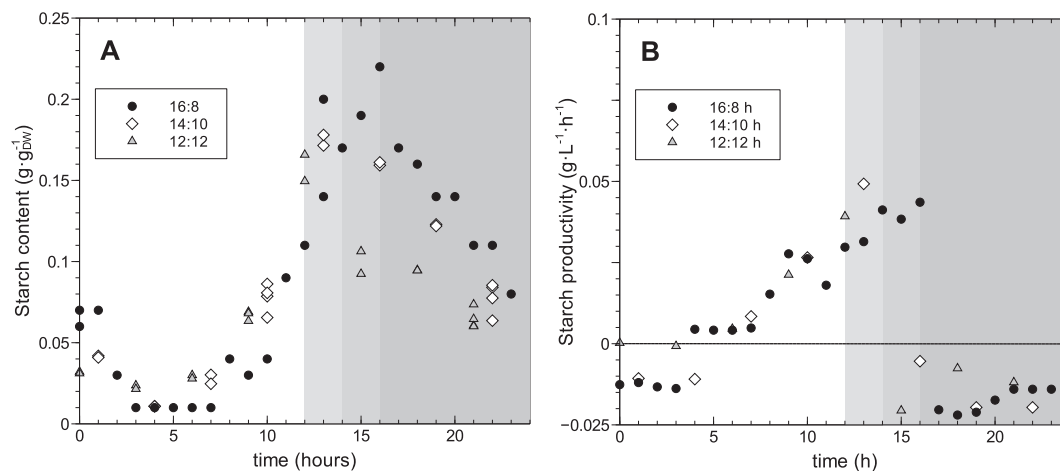 A
16:8
14:10
12:12
0.25
0.2
0.15
0.1
0.05
0
Starch content (g·g⁻¹DW)
0
5
10
15
20
time (hours)
B
16:8 h
14:10 h
12:12 h
0.1
0.05
0
−0.025
Starch productivity (g·L⁻¹·h⁻¹)
0
5
10
15
20
time (h)